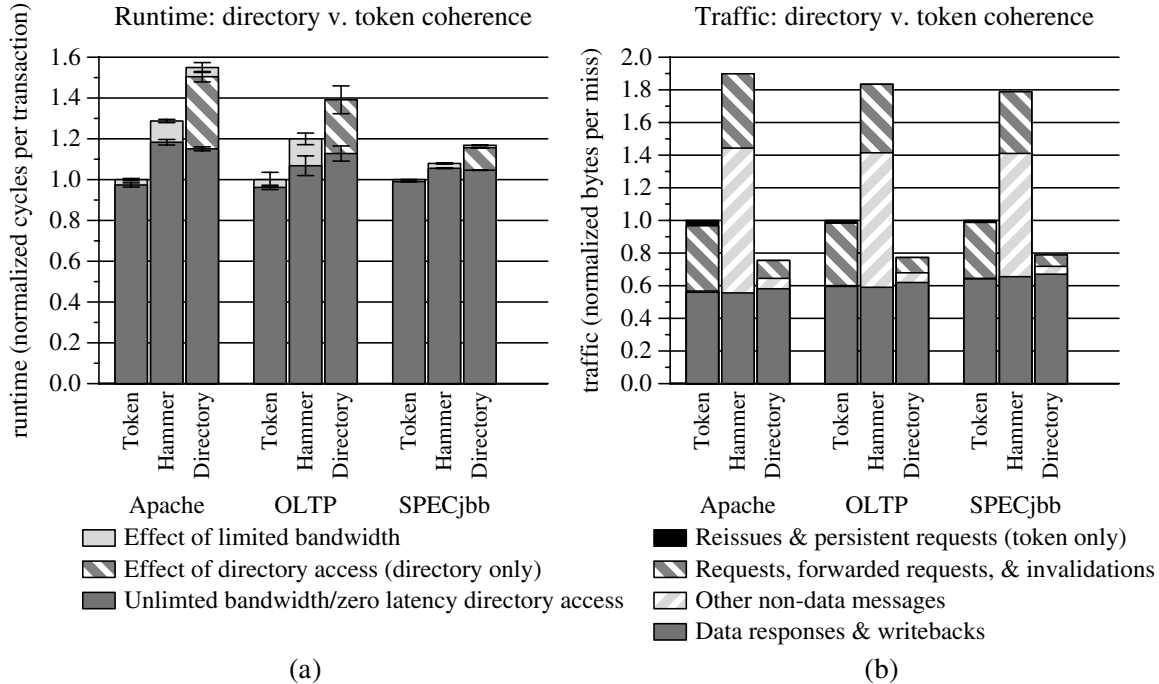 Runtime: directory v. token coherence
runtime (normalized cycles per transaction)
1.6
1.4
1.2
1.0
0.8
0.6
0.4
0.2
0.0
Token
Hammer
Directory
Token
Hammer
Directory
Token
Hammer
Directory
Apache
OLTP
SPECjbb
Effect of limited bandwidth
Effect of directory access (directory only)
Unlimted bandwidth/zero latency directory access
(a)
Traffic: directory v. token coherence
traffic (normalized bytes per miss)
2.0
1.8
1.6
1.4
1.2
1.0
0.8
0.6
0.4
0.2
0.0
Token
Hammer
Directory
Token
Hammer
Directory
Token
Hammer
Directory
Apache
OLTP
SPECjbb
Reissues & persistent requests (token only)
Requests, forwarded requests, & invalidations
Other non-data messages
Data responses & writebacks
(b)